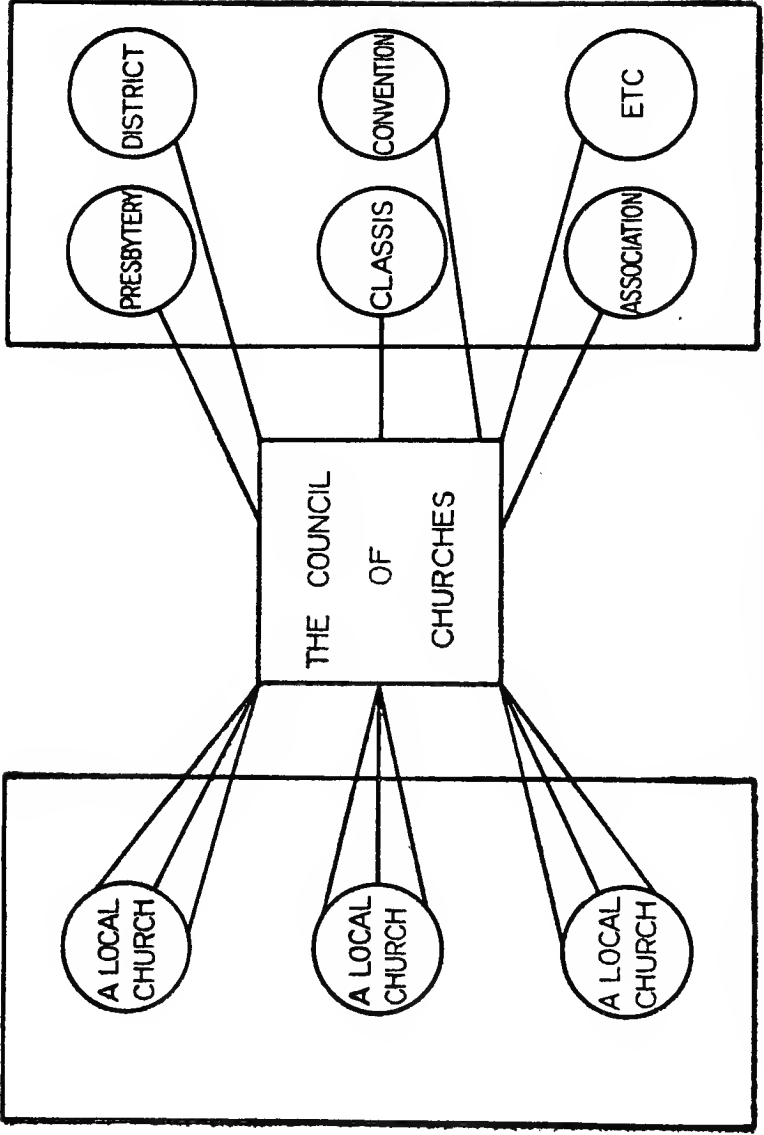 A LOCAL
CHURCH
A LOCAL
CHURCH
A LOCAL
CHURCH
THE COUNCIL
OF
CHURCHES
PRESBYTERY
DISTRICT
CLASSIS
CONVENTION
ASSOCIATION
ETC